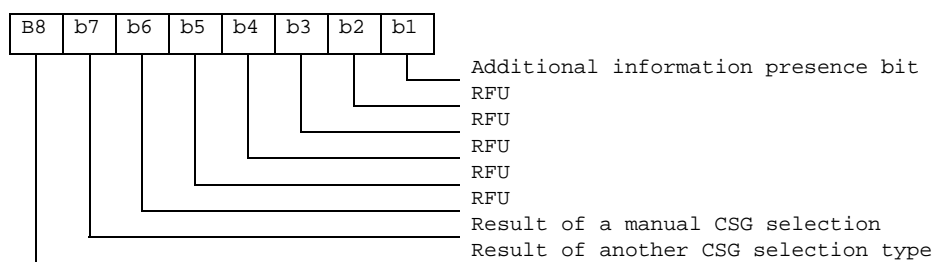 B8 b7 b6 b5 b4 b3 b2 b1
Additional information presence bit
RFU
RFU
RFU
RFU
RFU
Result of a manual CSG selection
Result of another CSG selection type